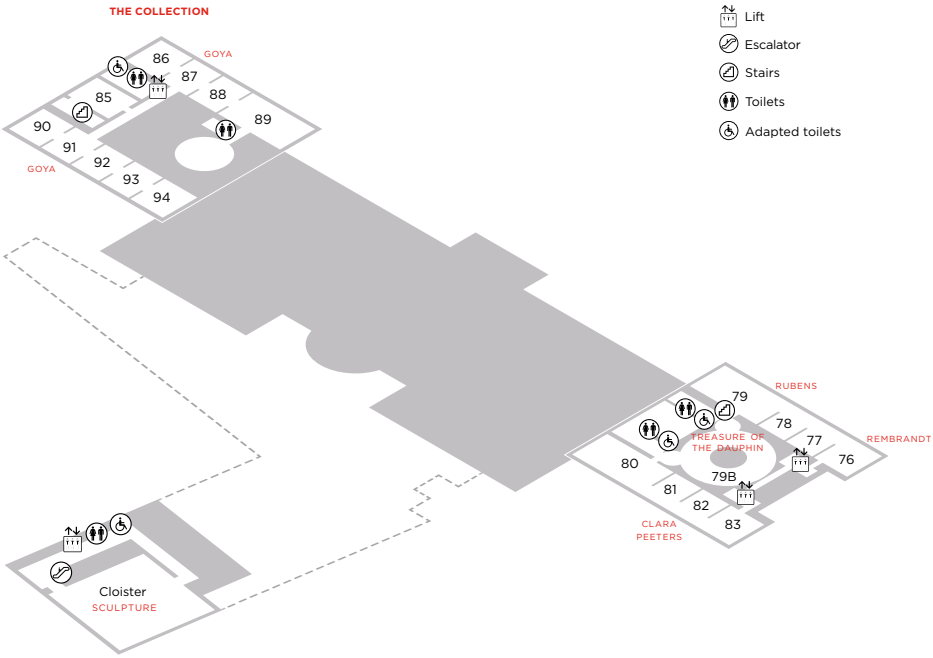 THE COLLECTION
Lift
Escalator
Stairs
Toilets
Adapted toilets
86
GOYA
87
88
85
89
90
91
92
GOYA
93
94
79
RUBENS
78
TREASURE OF
THE DAUPHIN
77
REMBRANDT
76
80
79B
81
82
83
CLARA
PEETERS
Cloister
SCULPTURE